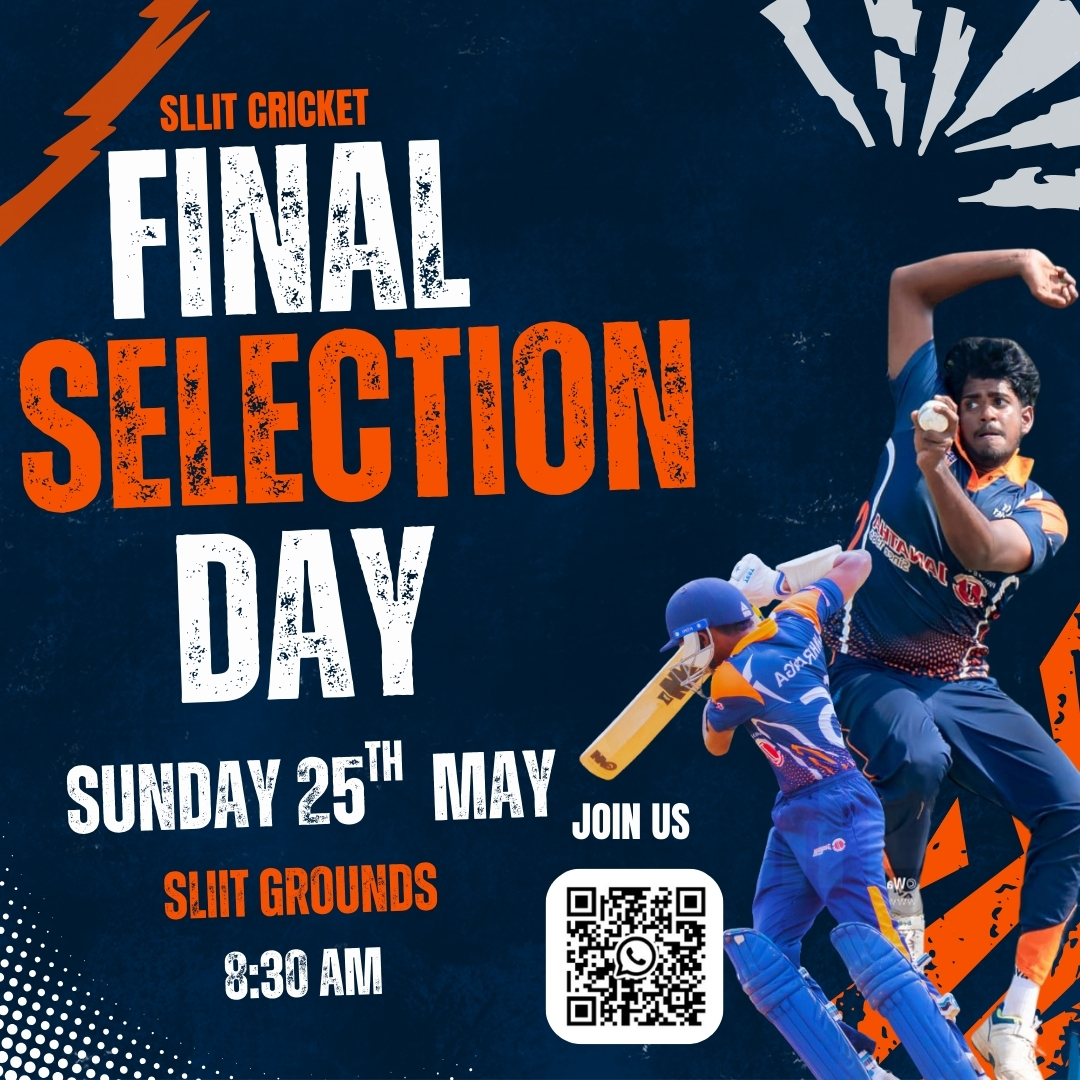 SLLIT CRICKET
FINAL
SELECTION
DAY
SUNDAY 25TH MAY
JOIN US
SLIIT GROUNDS
8:30 AM